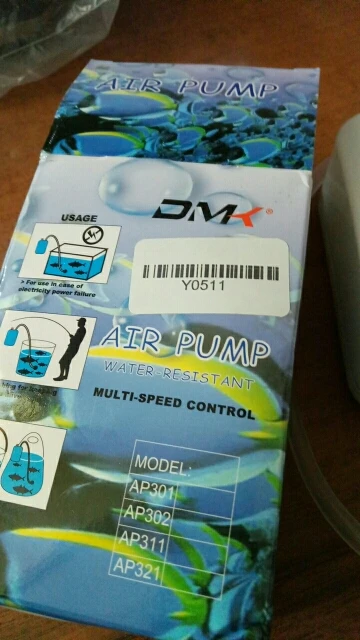 AIR PUMP
DMK®
USAGE
Y0511
> For use in case of
electricity power failure
AIR PUMP
WATER-RESISTANT
MULTI-SPEED CONTROL
MODEL:
AP301
AP302
AP311
AP321